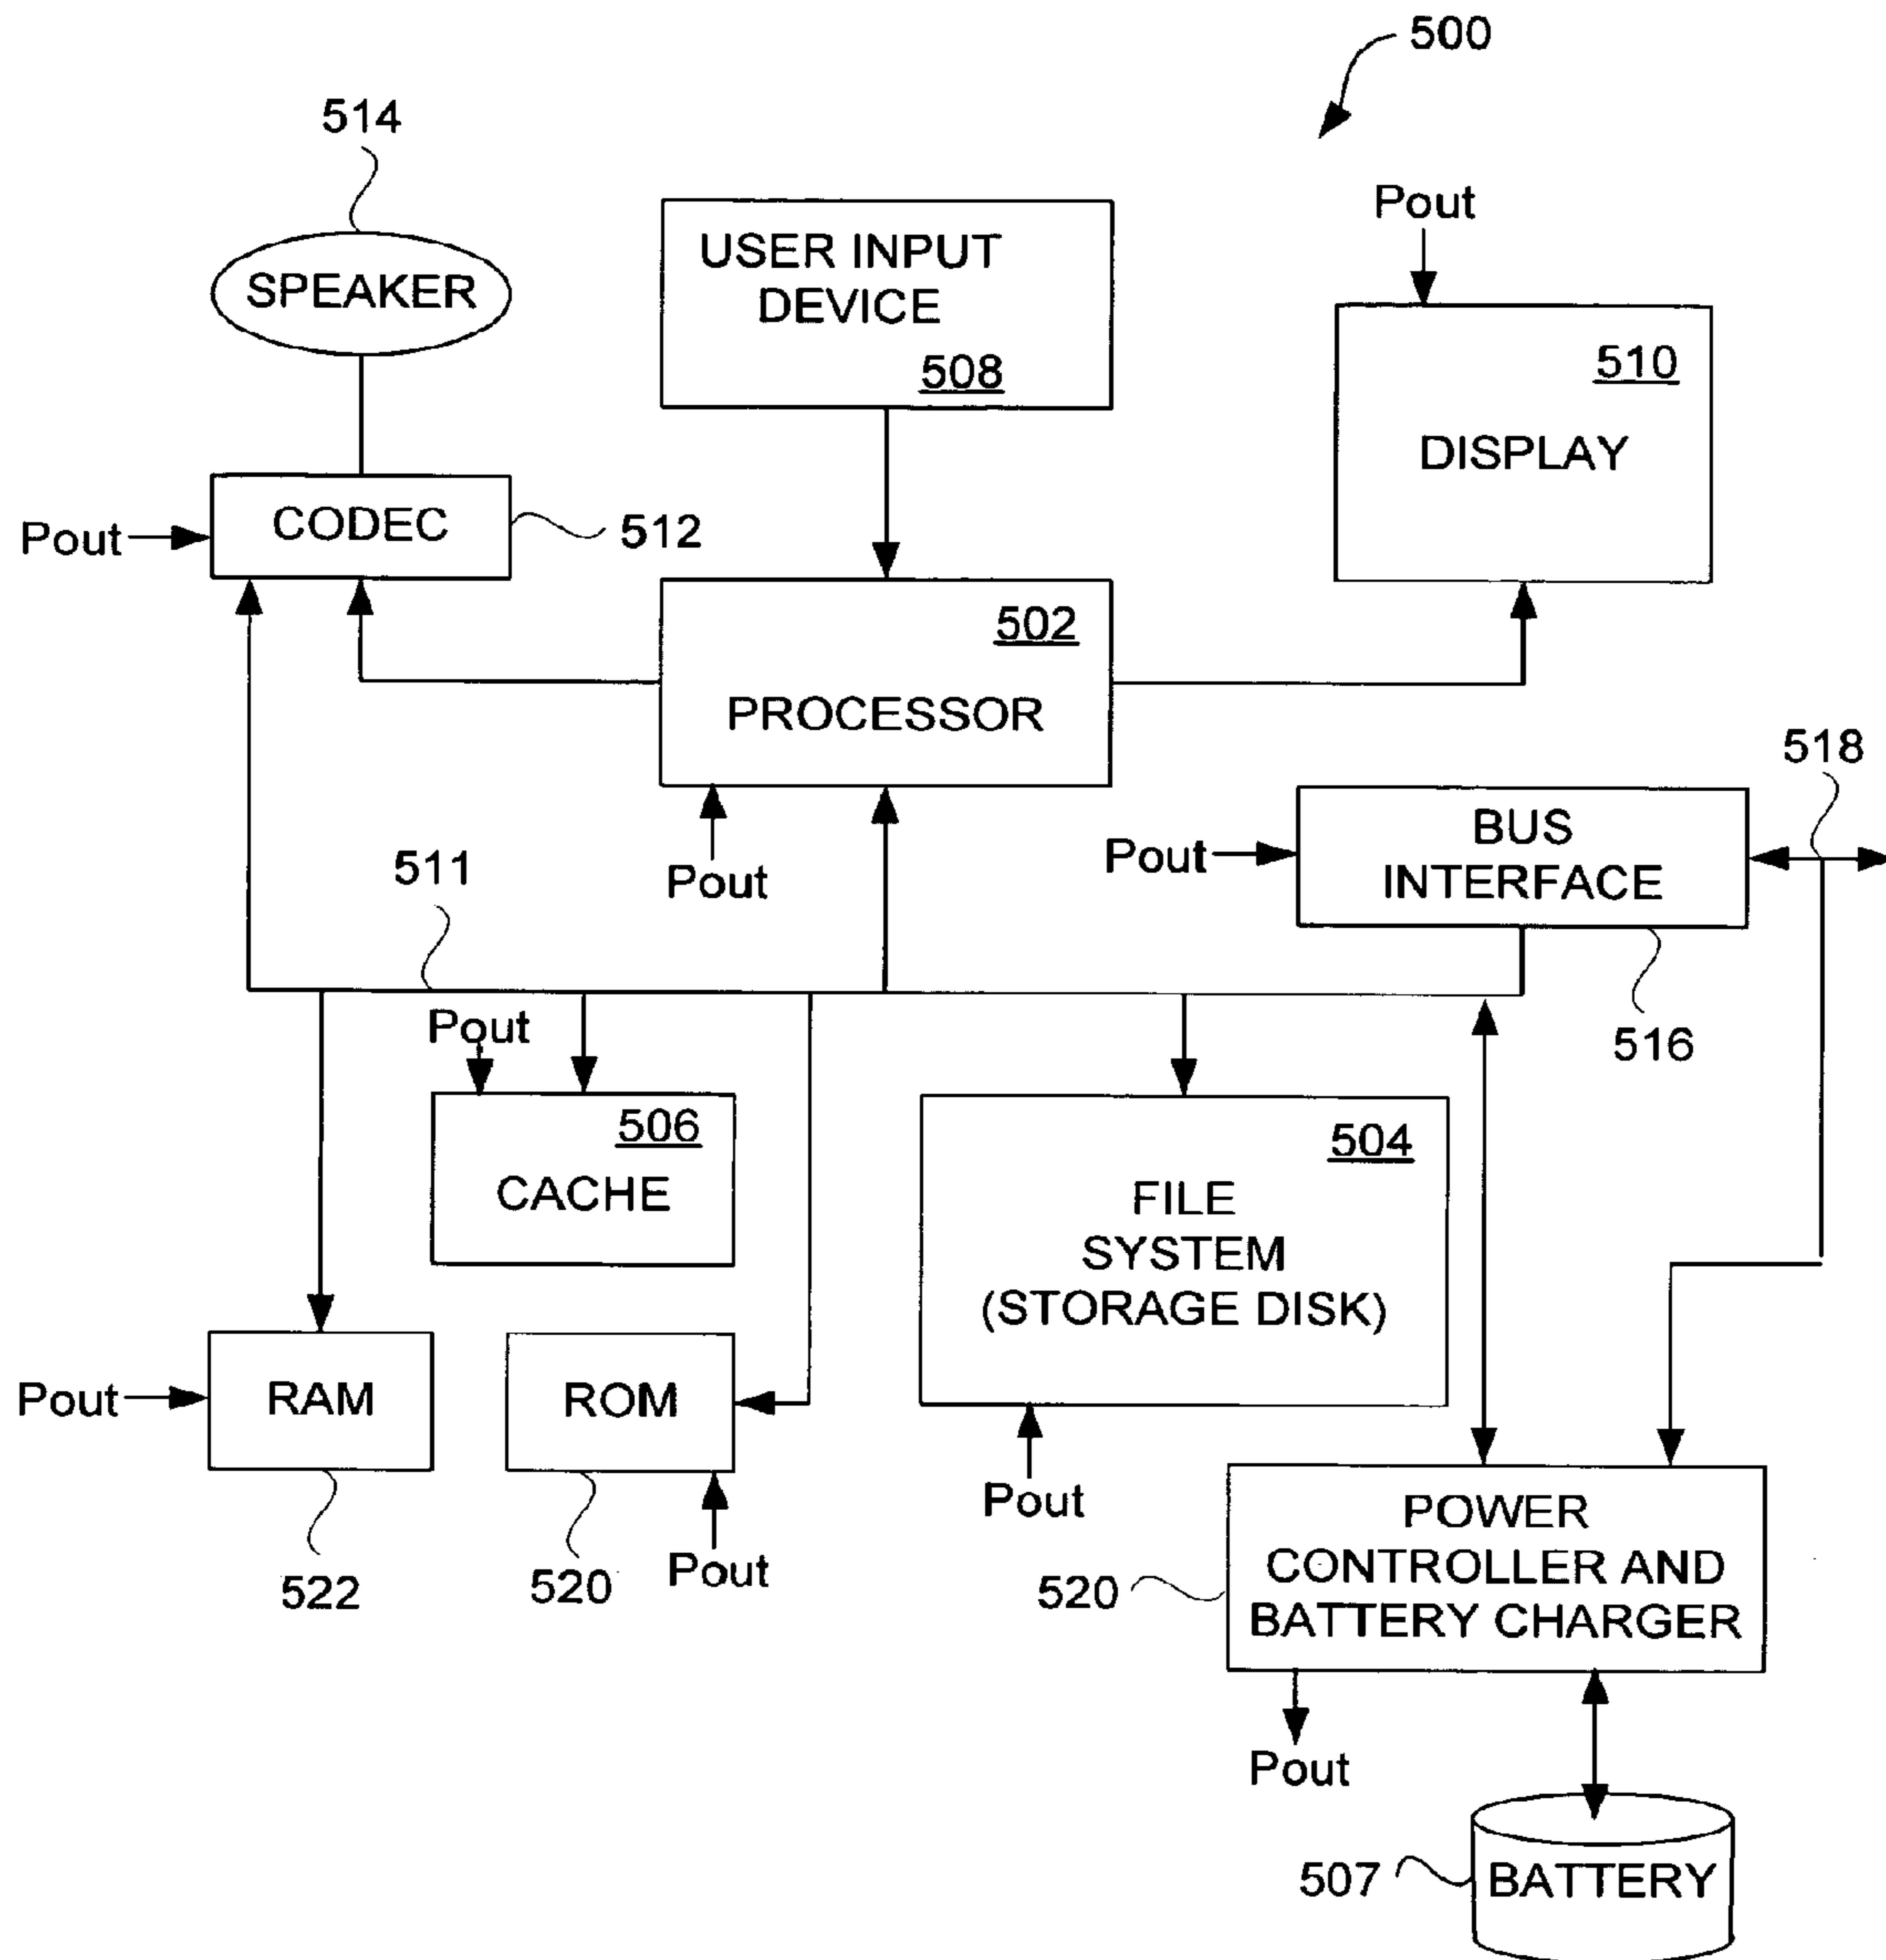 500
514
Pout
SPEAKER
USER INPUT
DEVICE
508
510
DISPLAY
Pout
CODEC
512
502
PROCESSOR
518
Pout
Pout
BUS
INTERFACE
511
Pout
516
506
CACHE
504
FILE
SYSTEM
(STORAGE DISK)
Pout
RAM
ROM
Pout
522
520
Pout
520
POWER
CONTROLLER AND
BATTERY CHARGER
Pout
507
BATTERY